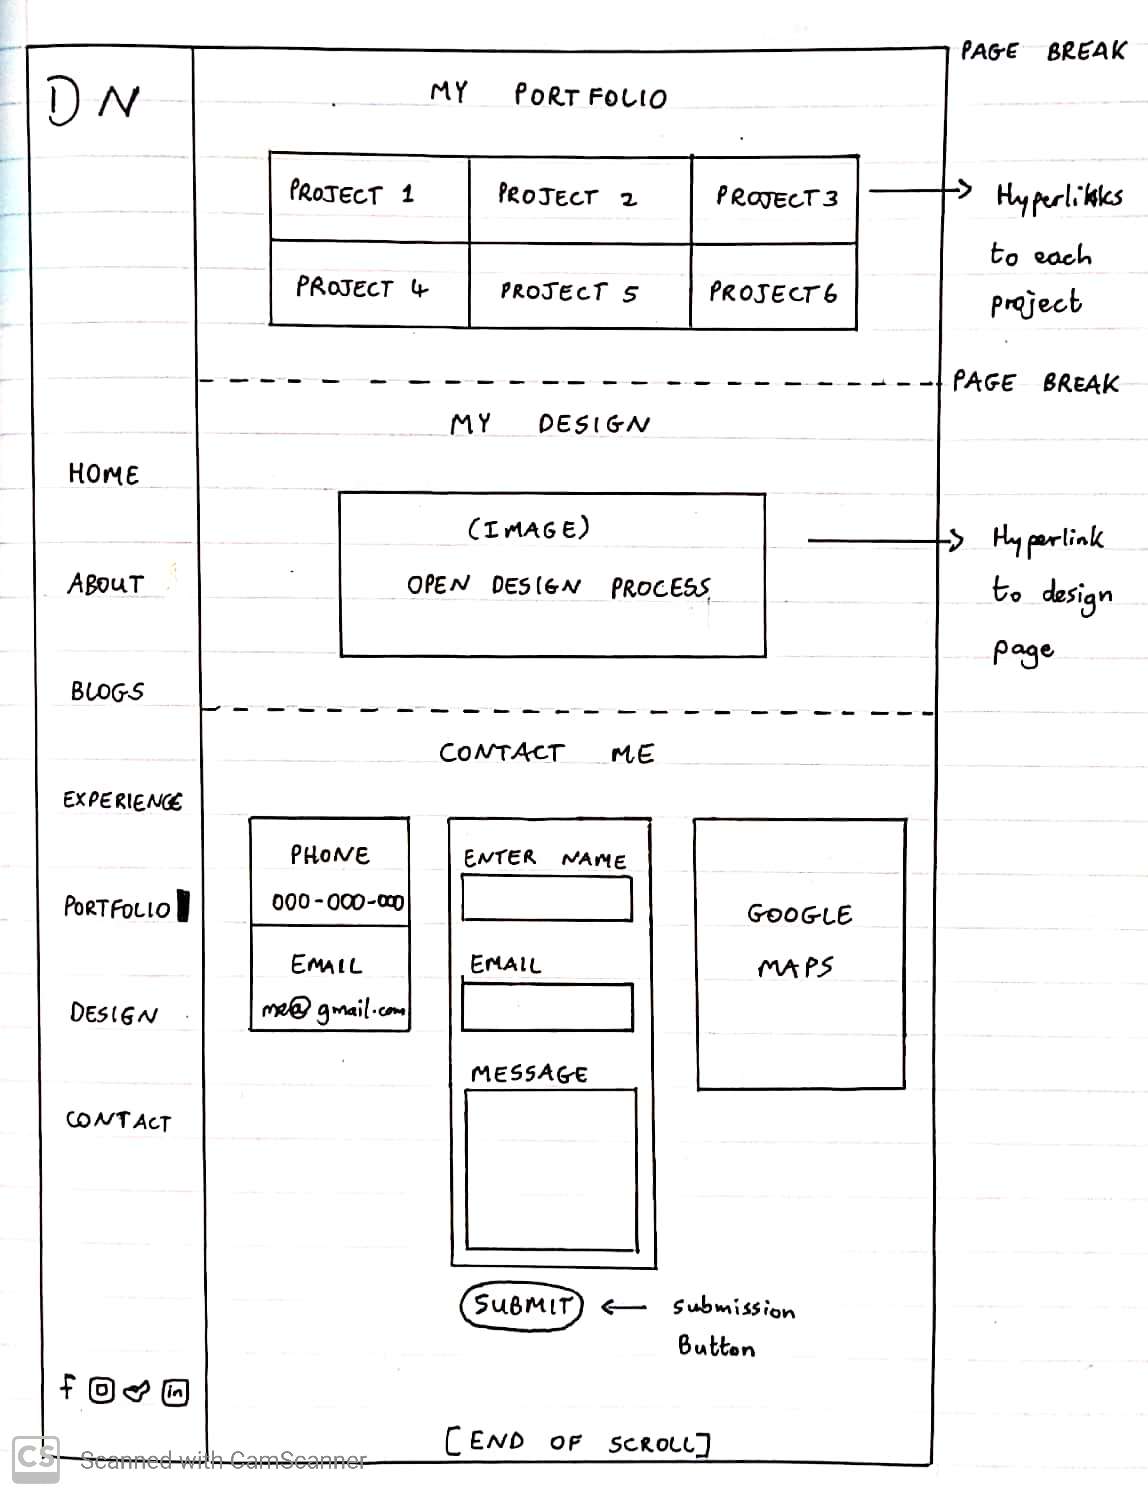 PAGE BREAK
DN
MY PORTFOLIO
PROJECT 1
PROJECT 2
PROJECT 3
PROJECT 4
PROJECT 5
PROJECT 6
Hyperlinks
to each
project
PAGE BREAK
MY DESIGN
(IMAGE)
OPEN DESIGN PROCESS
Hyperlink
to design
page
HOME
ABOUT
BLOGS
EXPERIENCE
PORTFOLIO
DESIGN
CONTACT
f in
CONTACT ME
PHONE
000-000-000
EMAIL
me@gmail.com
ENTER NAME
EMAIL
MESSAGE
GOOGLE
MAPS
SUBMIT
submission
Button
[END OF SCROLL]
CS Scanned with CamScanner